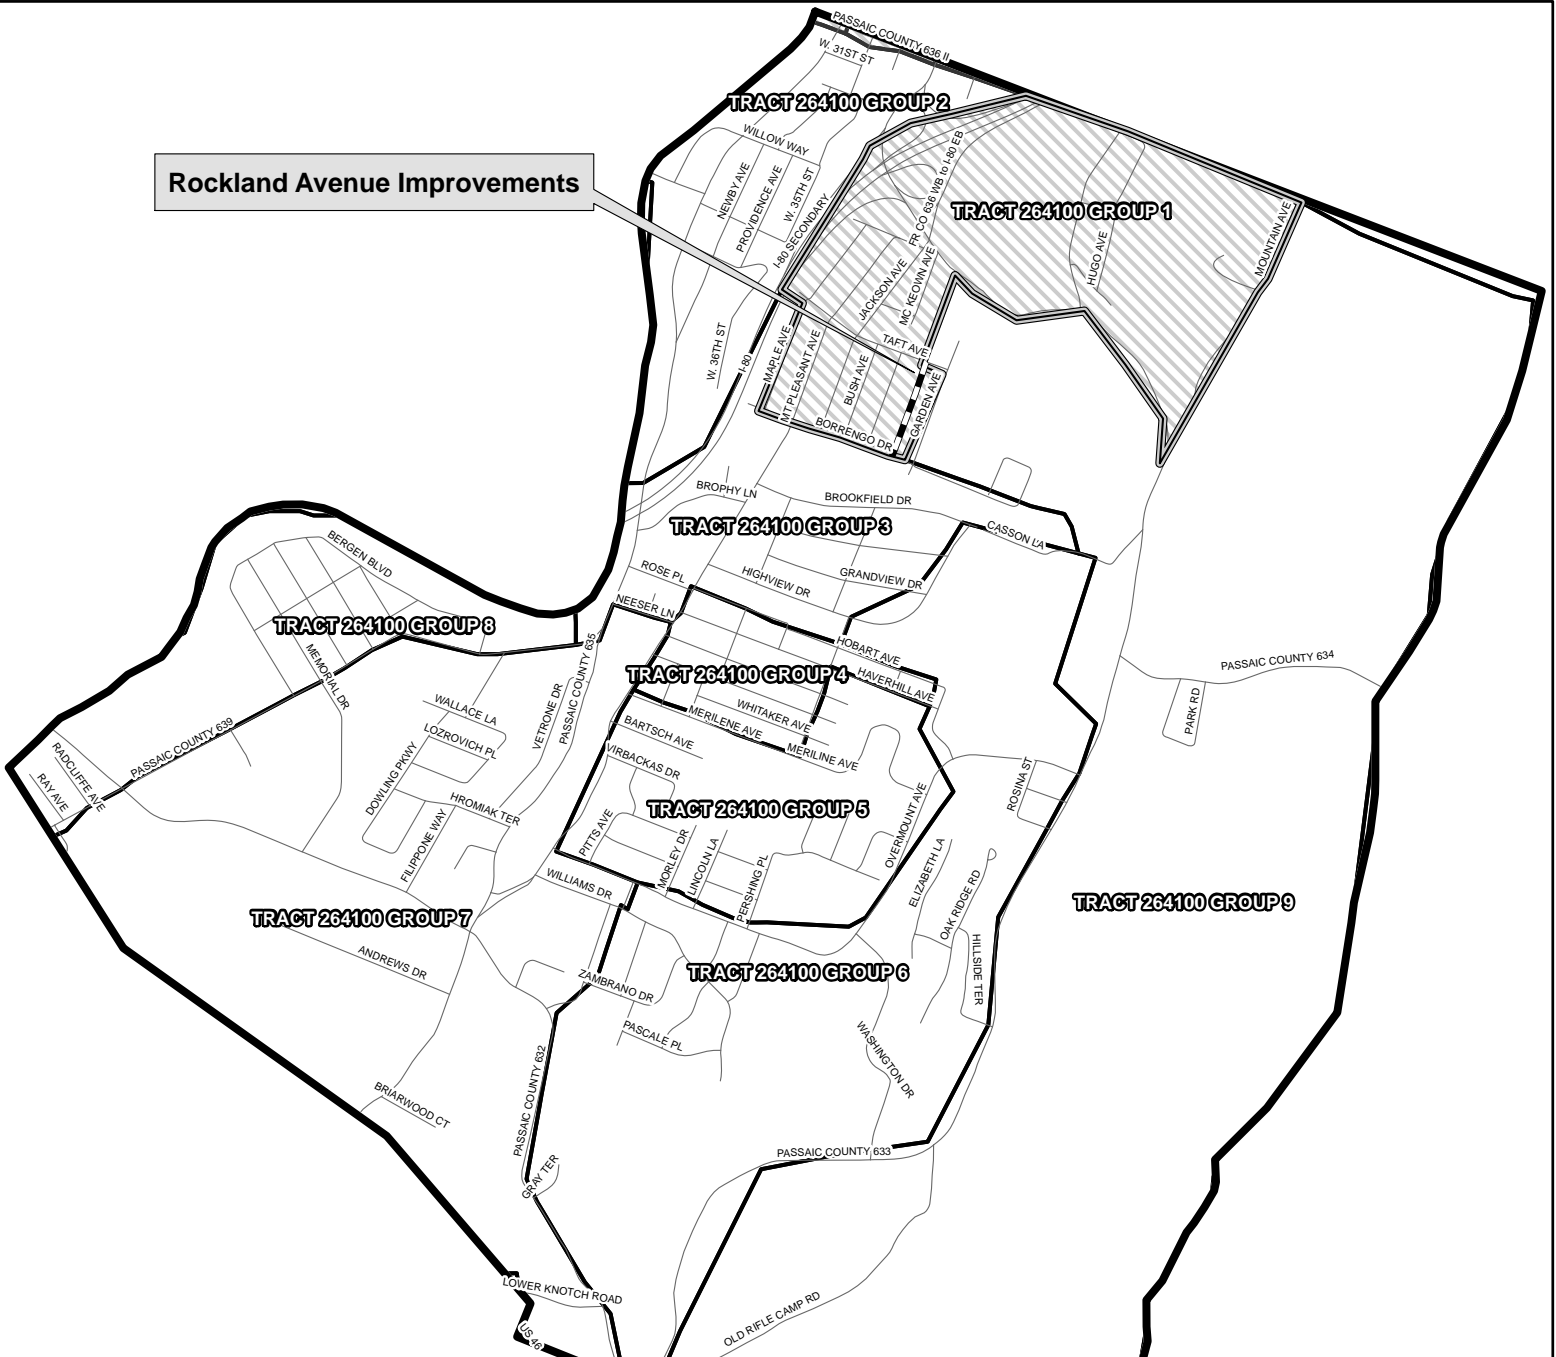 PASSAIC COUNTY 636 II
W. 31ST ST
TRACT 264100 GROUP 2
WILLOW WAY
Rockland Avenue Improvements
NEWBY AVE
PROVIDENCE AVE
W. 35TH ST
I-80 SECONDARY
FR CO 636 WB to I-80 EB
TRACT 264100 GROUP 1
HUGO AVE
MOUNTAIN AVE
JACKSON AVE
MC KEOWN AVE
W. 36TH ST
I-80
MAPLE AVE
MT PLEASANT AVE
TAFT AVE
BUSH AVE
GARDEN AVE
BORRENGO DR
BROPHY LN
BROOKFIELD DR
TRACT 264100 GROUP 3
CASSON LA
BERGEN BLVD
ROSE PL
HIGHVIEW DR
GRANDVIEW DR
NEESER LN
TRACT 264100 GROUP 8
HOBART AVE
PASSAIC COUNTY 635
MEMORIAL DR
TRACT 264100 GROUP 4
HAVERHILL AVE
PASSAIC COUNTY 634
PARK RD
WALLACE LA
VETRONE DR
WHITAKER AVE
MERILENE AVE
BARTSCH AVE
MERILINE AVE
LOZROVICH PL
PASSAIC COUNTY 639
RADCLIFFE AVE
RAY AVE
DOWLING PKWY
VIRBACKAS DR
ROSINA ST
HROMIAK TER
TRACT 264100 GROUP 5
OVERMOUNT AVE
FILIPPONE WAY
PITTS AVE
MORLEY DR
LINCOLN LA
PERSHING PL
ELIZABETH LA
WILLIAMS DR
OAK RIDGE RD
TRACT 264100 GROUP 9
TRACT 264100 GROUP 7
HILLSIDE TER
ANDREWS DR
TRACT 264100 GROUP 6
ZAMBRANO DR
PASCALE PL
WASHINGTON DR
PASSAIC COUNTY 632
BRIARWOOD CT
PASSAIC COUNTY 633
GRAY TER
LOWER KNOTCH ROAD
US 46
OLD RIFLE CAMP RD